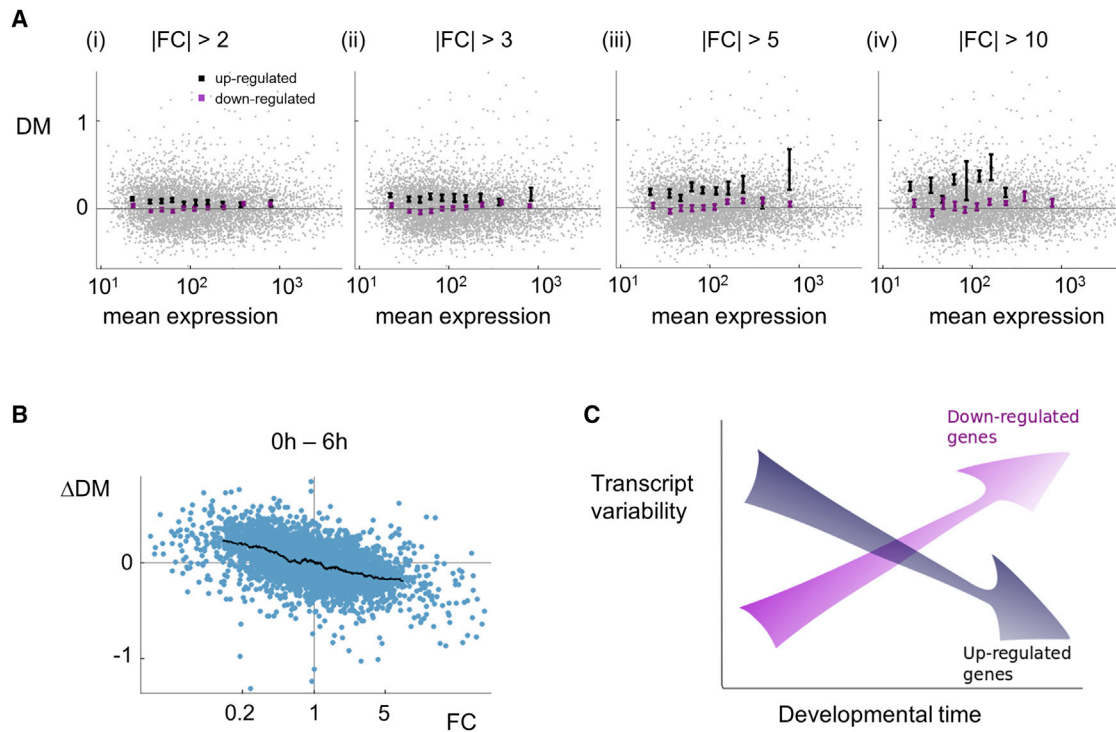 A
(i) |FC| > 2
(ii) |FC| > 3
(iii) |FC| > 5
(iv) |FC| > 10
up-regulated
down-regulated
DM
1
0
10¹ 10² 10³
10¹ 10² 10³
10¹ 10² 10³
10¹ 10² 10³
mean expression
mean expression
mean expression
mean expression
B
0h – 6h
ΔDM
0
-1
0.2 1 5
FC
C
Down-regulated
genes
Transcript
variability
Up-regulated
genes
Developmental time